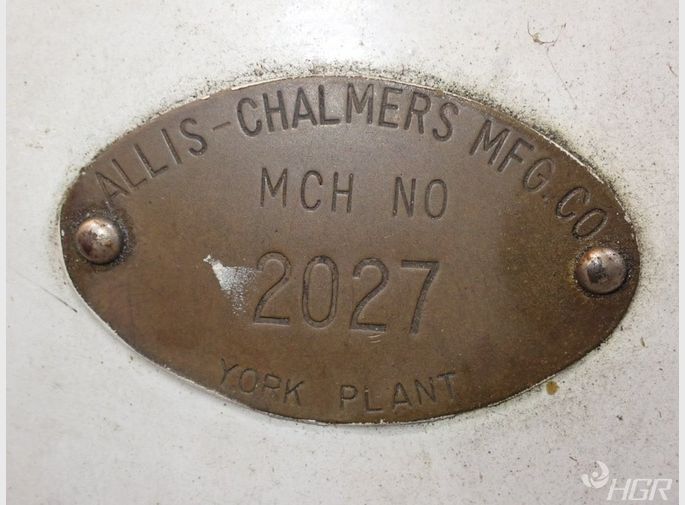 ALLIS-CHALMERS MFG. CO.
MCH NO
2027
YORK PLANT
HGR